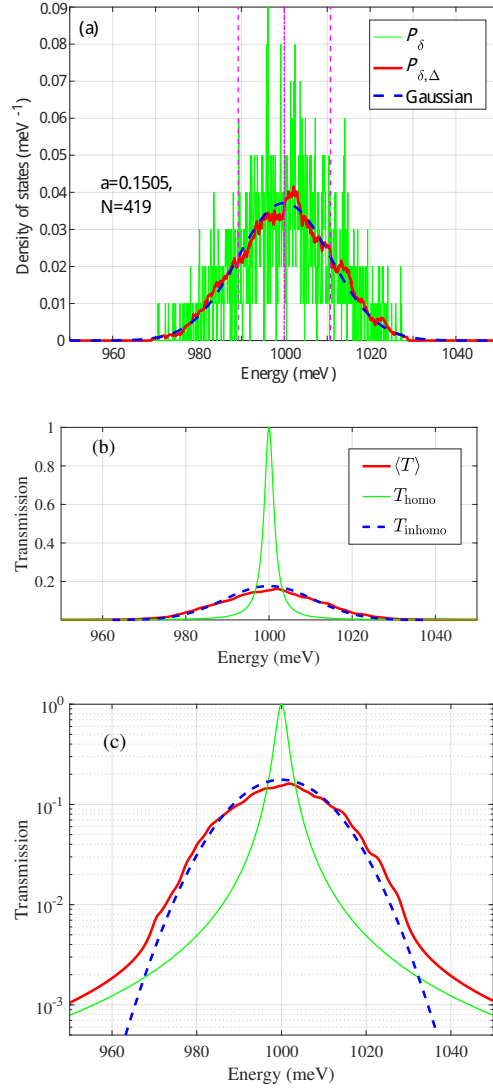 (a)
P_δ
P_δ,Δ
Gaussian
a=0.1505,
N=419
Density of states (meV ⁻¹)
0.09
0.08
0.07
0.06
0.05
0.04
0.03
0.02
0.01
0
960 980 1000 1020 1040
Energy (meV)
(b)
⟨T⟩
T_homo
T_inhomo
Transmission
1
0.8
0.6
0.4
0.2
960 980 1000 1020 1040
Energy (meV)
(c)
Transmission
10⁰
10⁻¹
10⁻²
10⁻³
960 980 1000 1020 1040
Energy (meV)